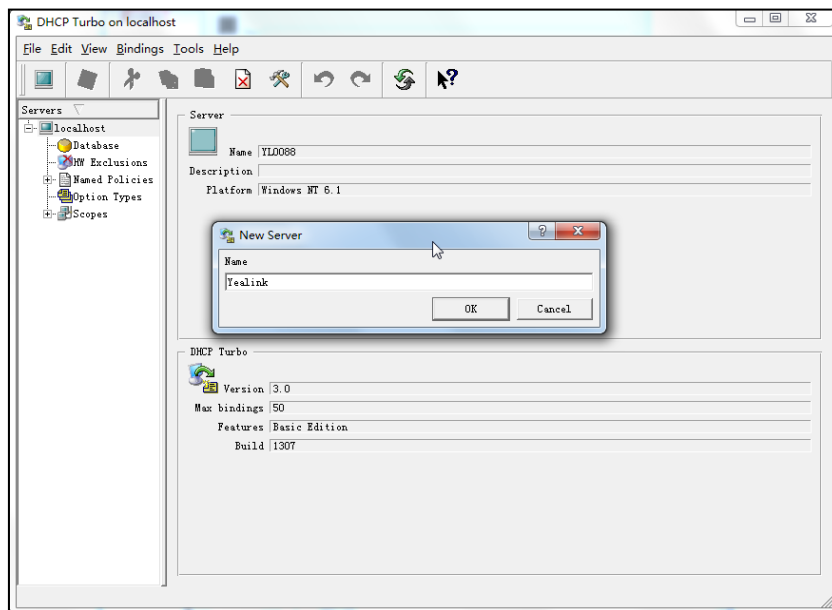 DHCP Turbo on localhost
File Edit View Bindings Tools Help
Servers
localhost
Database
HW Exclusions
Named Policies
Option Types
Scopes
Server
Name YL0088
Description
Platform Windows NT 6.1
New Server
Name
Yealink
OK Cancel
DHCP Turbo
Version 3.0
Max bindings 50
Features Basic Edition
Build 1307